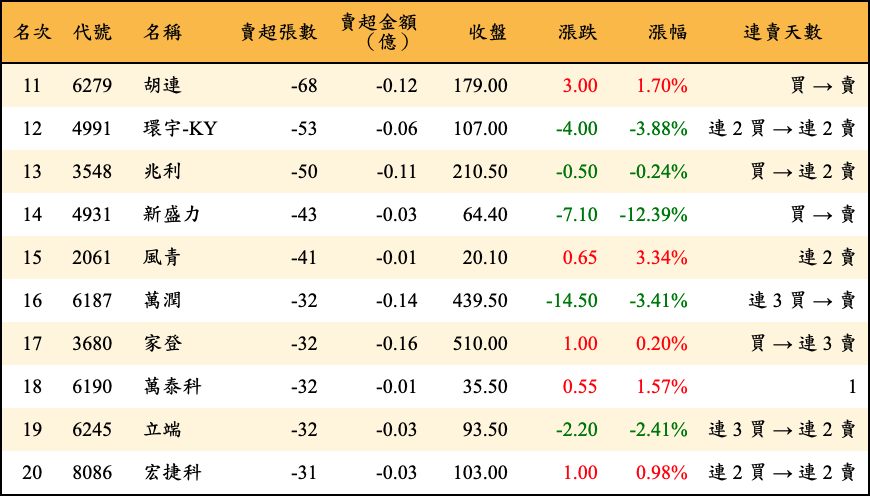 名次 代號 名稱 賣超張數 賣超金額（億） 收盤 漲跌 漲幅 連賣天數
11 6279 胡連 -68 -0.12 179.00 3.00 1.70% 買 → 賣
12 4991 環宇-KY -53 -0.06 107.00 -4.00 -3.88% 連 2 買 → 連 2 賣
13 3548 兆利 -50 -0.11 210.50 -0.50 -0.24% 買 → 連 2 賣
14 4931 新盛力 -43 -0.03 64.40 -7.10 -12.39% 買 → 賣
15 2061 風青 -41 -0.01 20.10 0.65 3.34% 連 2 賣
16 6187 萬潤 -32 -0.14 439.50 -14.50 -3.41% 連 3 買 → 賣
17 3680 家登 -32 -0.16 510.00 1.00 0.20% 買 → 連 3 賣
18 6190 萬泰科 -32 -0.01 35.50 0.55 1.57% 1
19 6245 立端 -32 -0.03 93.50 -2.20 -2.41% 連 3 買 → 連 2 賣
20 8086 宏捷科 -31 -0.03 103.00 1.00 0.98% 連 2 買 → 連 2 賣